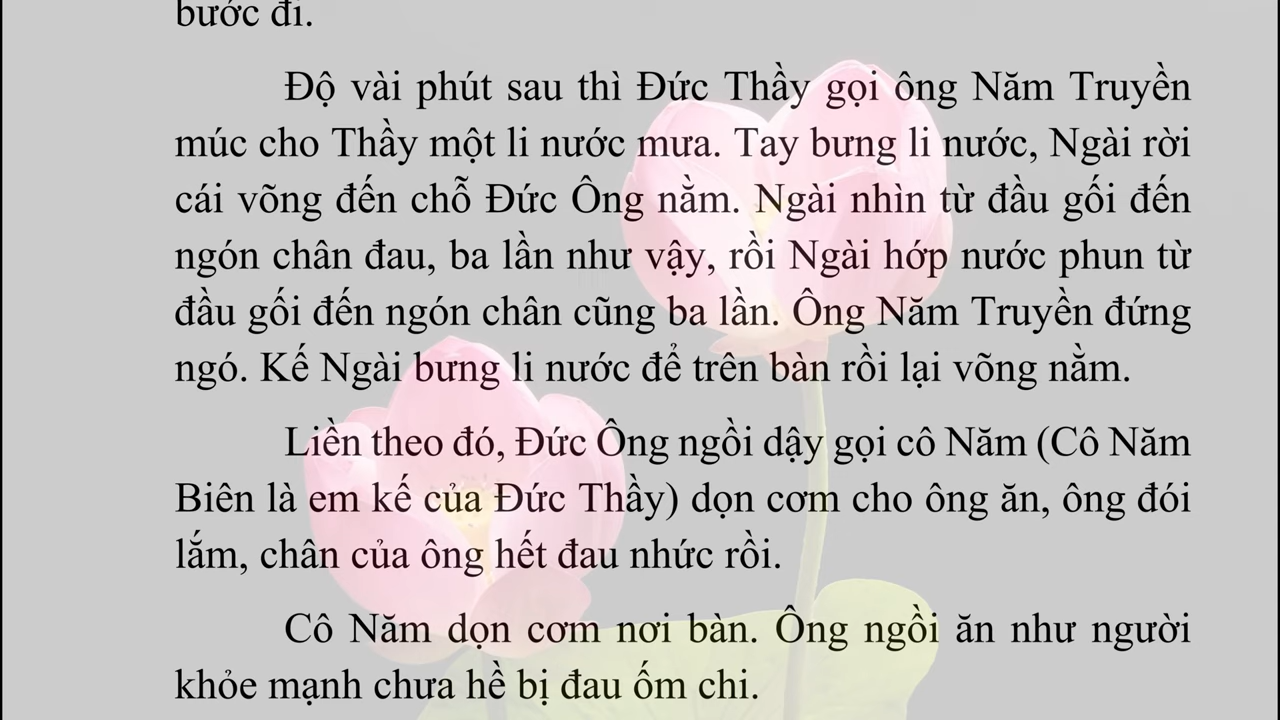 bước đi.
Độ vài phút sau thì Đức Thầy gọi ông Năm Truyền
múc cho Thầy một li nước mưa. Tay bưng li nước, Ngài rời
cái võng đến chỗ Đức Ông nằm. Ngài nhìn từ đầu gối đến
ngón chân đau, ba lần như vậy, rồi Ngài hớp nước phun từ
đầu gối đến ngón chân cũng ba lần. Ông Năm Truyền đứng
ngó. Kế Ngài bưng li nước để trên bàn rồi lại võng nằm.
Liền theo đó, Đức Ông ngồi dậy gọi cô Năm (Cô Năm
Biên là em kế của Đức Thầy) dọn cơm cho ông ăn, ông đói
lắm, chân của ông hết đau nhức rồi.
Cô Năm dọn cơm nơi bàn. Ông ngồi ăn như người
khỏe mạnh chưa hề bị đau ốm chi.